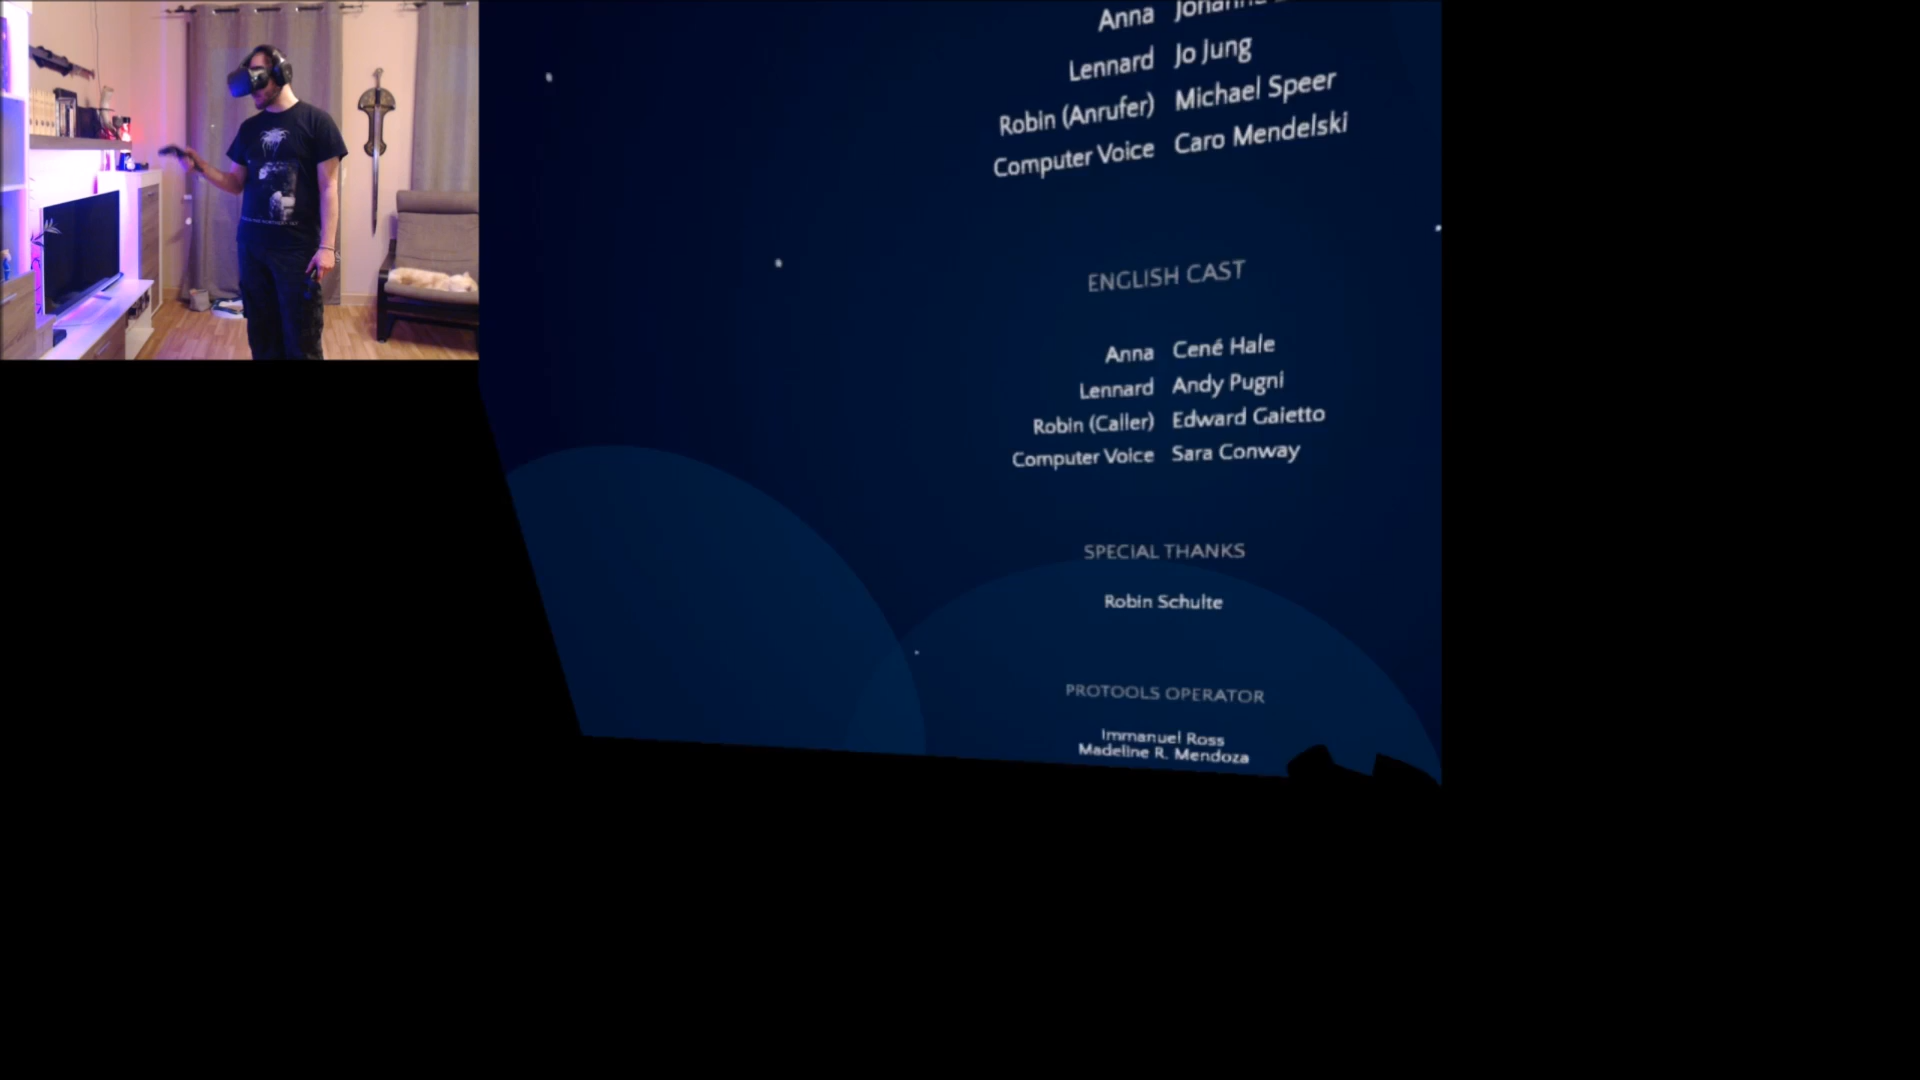 Anna
Lennard Jo Jung
Robin (Anrufer) Michael Speer
Computer Voice Caro Mendelski
ENGLISH CAST
Anna Cené Hale
Lennard Andy Pugni
Robin (Caller) Edward Gaietto
Computer Voice Sara Conway
SPECIAL THANKS
Robin Schulte
PROTOOLS OPERATOR
Immanuel Ross
Madeline R. Mendoza